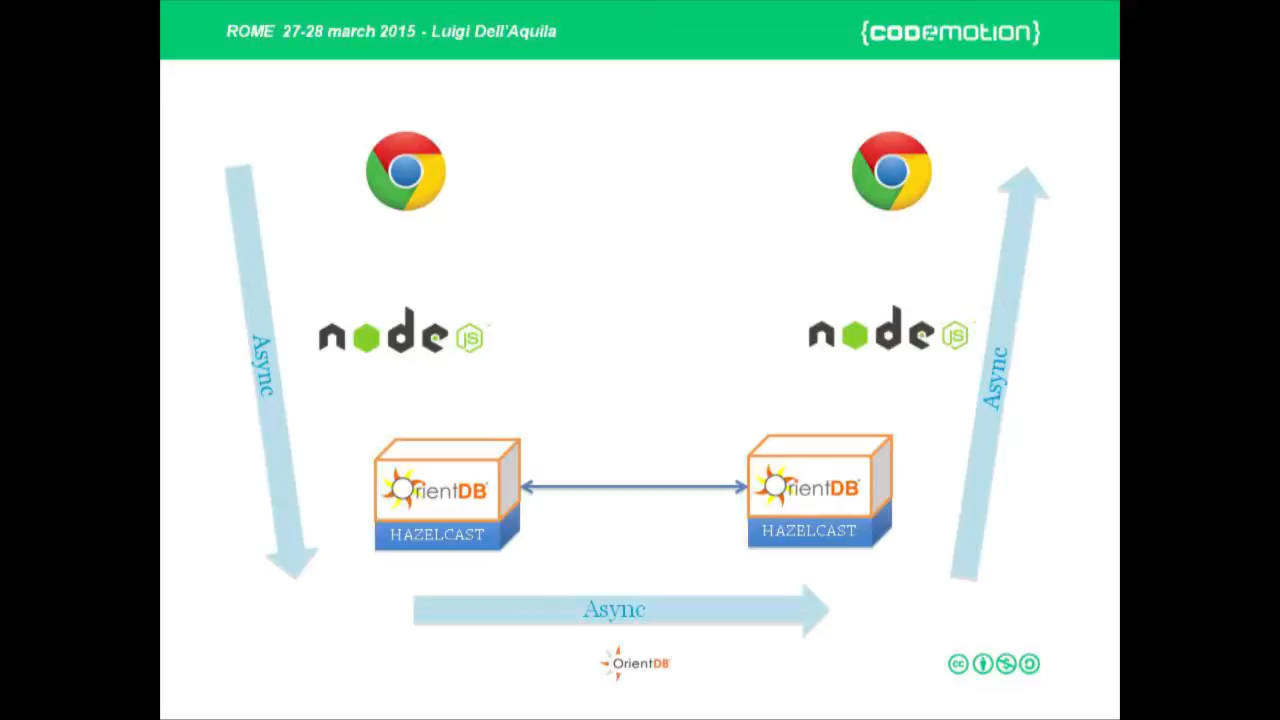 ROME 27-28 march 2015 - Luigi Dell'Aquila
{CODEMOTION}
node JS
node JS
Async
Async
OrientDB
OrientDB
HAZELCAST
HAZELCAST
Async
OrientDB
cc